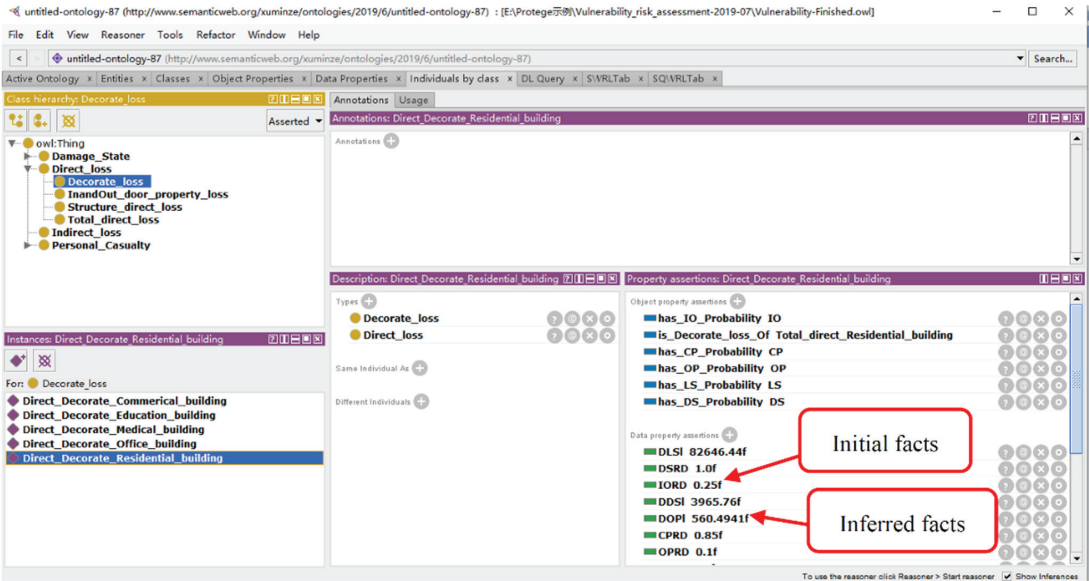 untitled-ontology-87 (http://www.semanticweb.org/xuminze/ontologies/2019/6/untitled-ontology-87) : [E:\Protege示例\Vulnerability_risk_assessment-2019-07\Vulnerability-Finished.owl]
File Edit View Reasoner Tools Refactor Window Help
< > untitled-ontology-87 (http://www.semanticweb.org/xuminze/ontologies/2019/6/untitled-ontology-87) Search...
Active Ontology x Entities x Classes x Object Properties x Data Properties x Individuals by class x DL Query x SWRLTab x SQWRLTab x
Class hierarchy: Decorate_loss
Asserted
owl:Thing
Damage_State
Direct_loss
Decorate_loss
InandOut_door_property_loss
Structure_direct_loss
Total_direct_loss
Indirect_loss
Personal_Casualty
Instances: Direct_Decorate_Residential_building
For: Decorate_loss
Direct_Decorate_Commerical_building
Direct_Decorate_Education_building
Direct_Decorate_Medical_building
Direct_Decorate_Office_building
Direct_Decorate_Residential_building
Annotations Usage
Annotations: Direct_Decorate_Residential_building
Annotations
Description: Direct_Decorate_Residential_building
Types
Decorate_loss
Direct_loss
Same Individual As
Different Individuals
Property assertions: Direct_Decorate_Residential_building
Object property assertions
has_IO_Probability IO
is_Decorate_loss_Of Total_direct_Residential_building
has_CP_Probability CP
has_OP_Probability OP
has_LS_Probability LS
has_DS_Probability DS
Data property assertions
DLSl 82646.44f
DSRD 1.0f
IORD 0.25f
DDSl 3965.76f
DOPl 560.4941f
CPRD 0.85f
OPRD 0.1f
Initial facts
Inferred facts
To use the reasoner click Reasoner > Start reasoner Show Inferences